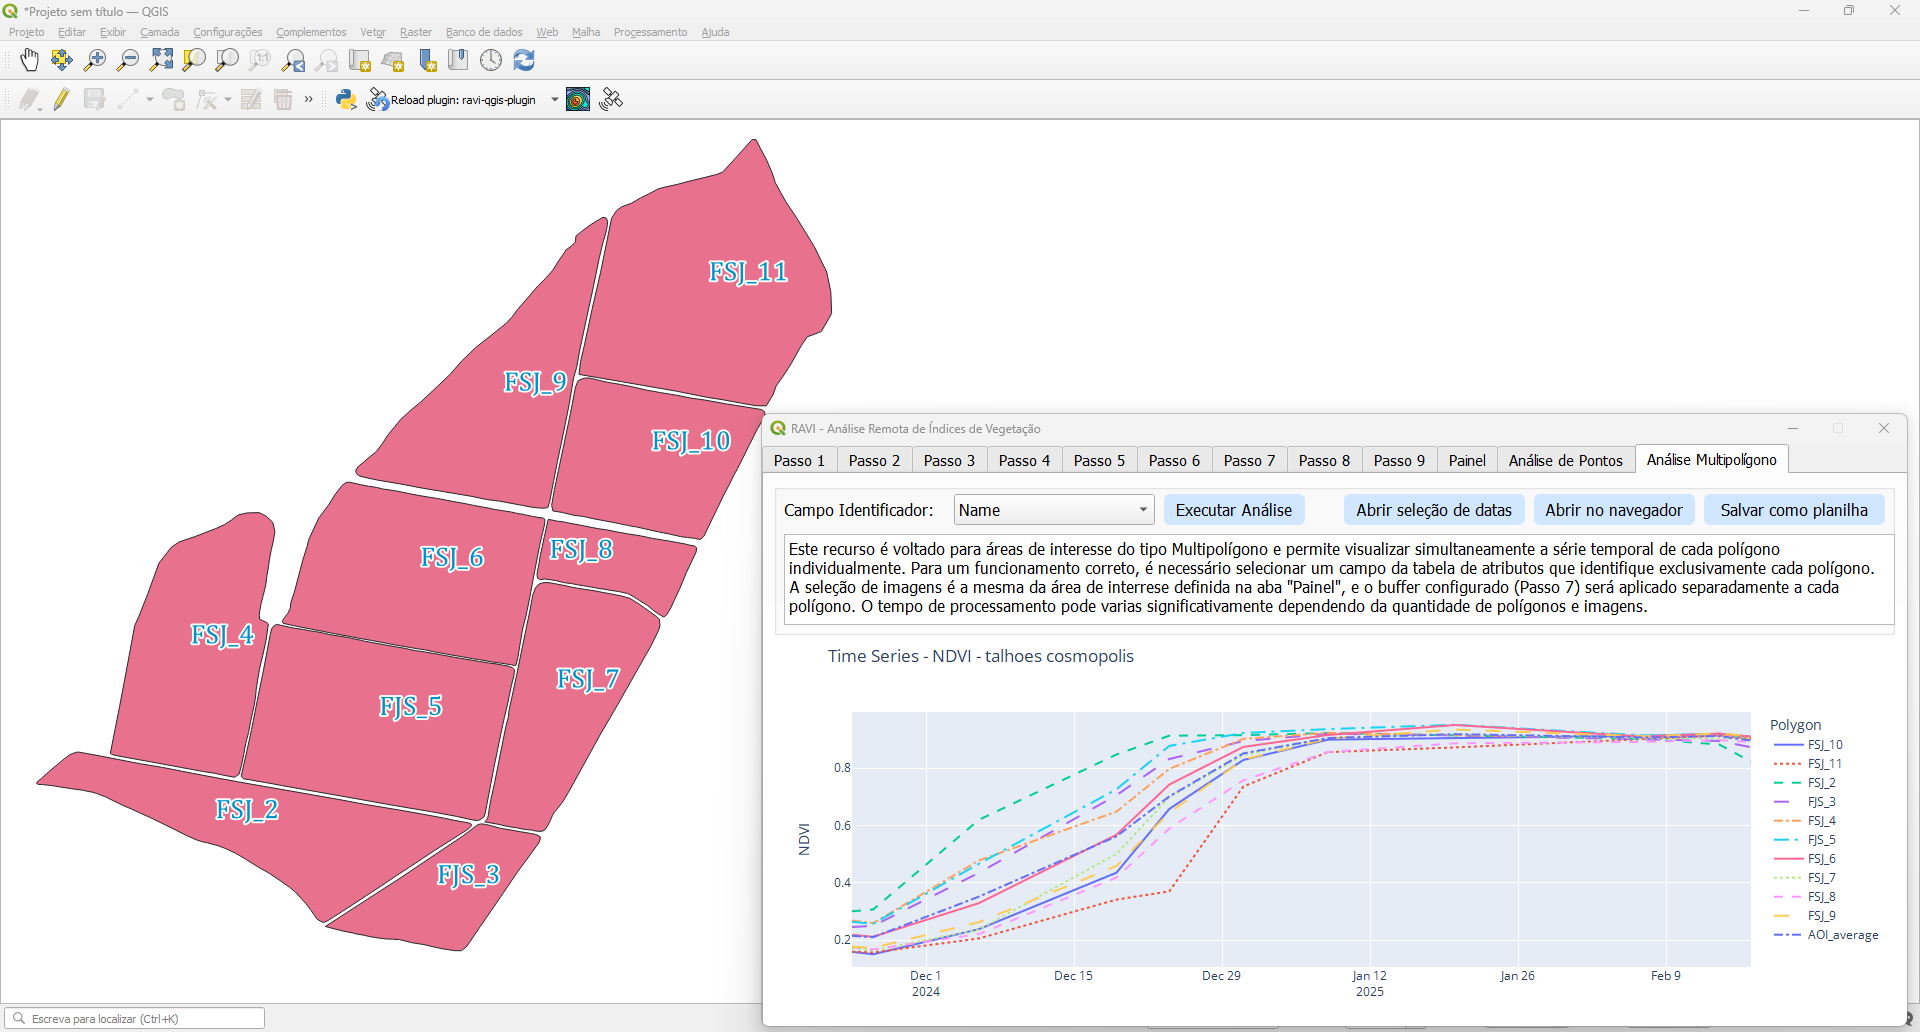 *Projeto sem título — QGIS
Projeto Editar Exibir Camada Configurações Complementos Vetor Raster Banco de dados Web Malha Processamento Ajuda
1:1
» Reload plugin: ravi-qgis-plugin
FSJ_11
FSJ_9
FSJ_10
FSJ_8
FSJ_6
FSJ_4
FSJ_7
FJS_5
FSJ_2
FJS_3
RAVI - Análise Remota de Índices de Vegetação
Passo 1 Passo 2 Passo 3 Passo 4 Passo 5 Passo 6 Passo 7 Passo 8 Passo 9 Painel Análise de Pontos Análise Multipolígono
Campo Identificador: Name Executar Análise Abrir seleção de datas Abrir no navegador Salvar como planilha
Este recurso é voltado para áreas de interesse do tipo Multipolígono e permite visualizar simultaneamente a série temporal de cada polígono
individualmente. Para um funcionamento correto, é necessário selecionar um campo da tabela de atributos que identifique exclusivamente cada polígono.
A seleção de imagens é a mesma da área de interrese definida na aba "Painel", e o buffer configurado (Passo 7) será aplicado separadamente a cada
polígono. O tempo de processamento pode varias significativamente dependendo da quantidade de polígonos e imagens.
Time Series - NDVI - talhoes cosmopolis
Polygon
FSJ_10
FSJ_11
FSJ_2
FJS_3
FSJ_4
FJS_5
FSJ_6
FSJ_7
FSJ_8
FSJ_9
AOI_average
NDVI
0.8
0.6
0.4
0.2
Dec 1 Dec 15 Dec 29 Jan 12 Jan 26 Feb 9
2024 2025
Escreva para localizar (Ctrl+K)